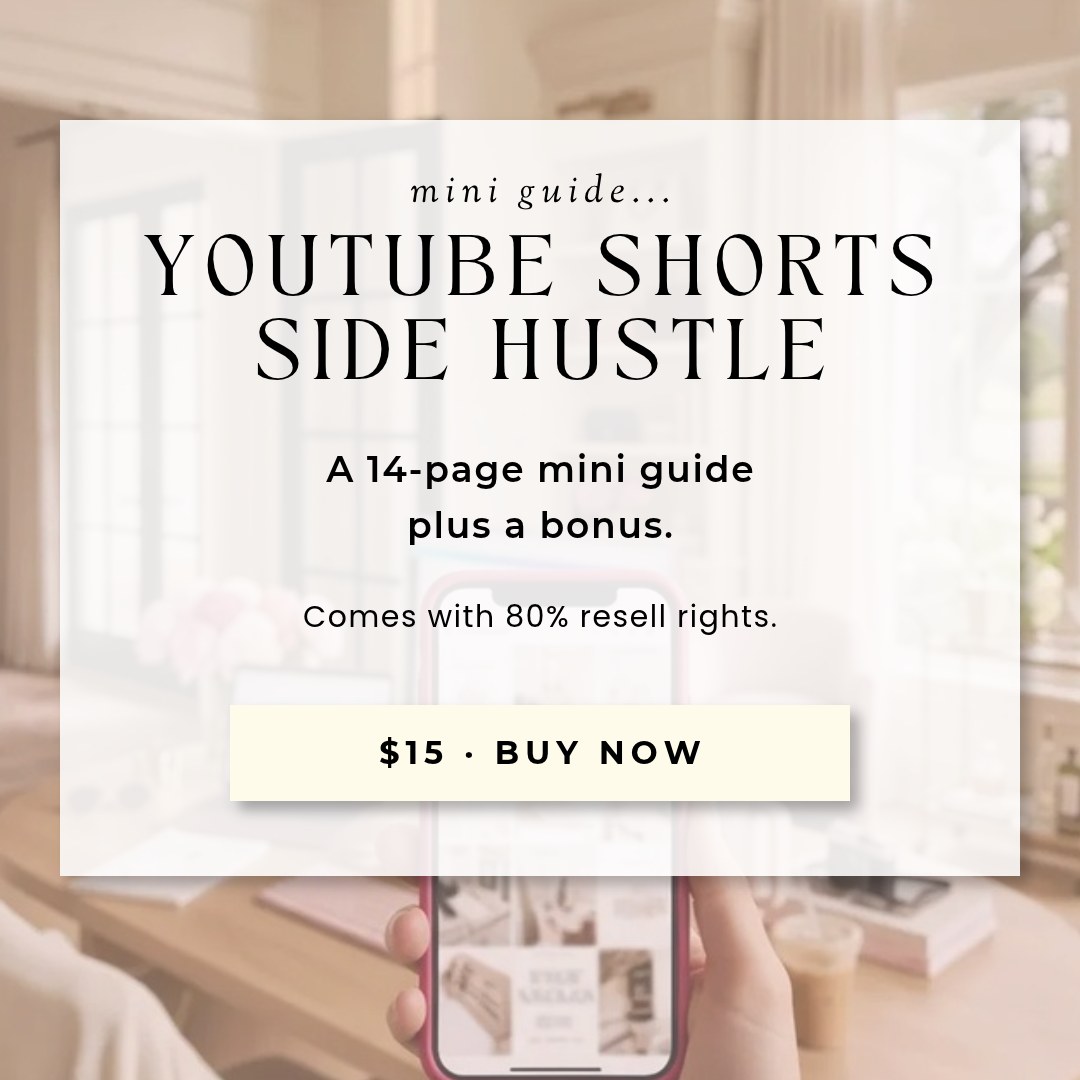 mini guide...
YOUTUBE SHORTS
SIDE HUSTLE
A 14-page mini guide
plus a bonus.
Comes with 80% resell rights.
$15 · BUY NOW